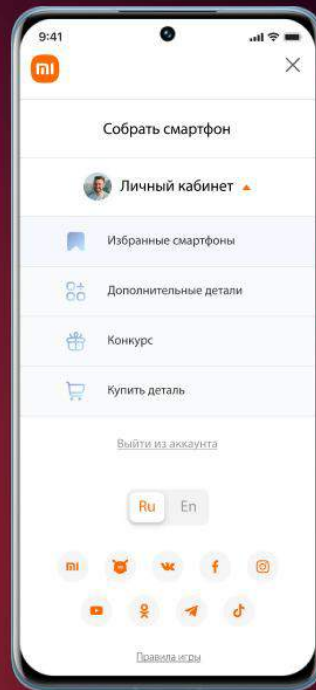 9:41
Собрать смартфон
Личный кабинет
Избранные смартфоны
Дополнительные детали
Конкурс
Купить деталь
Выйти из аккаунта
Ru En
Правила игры